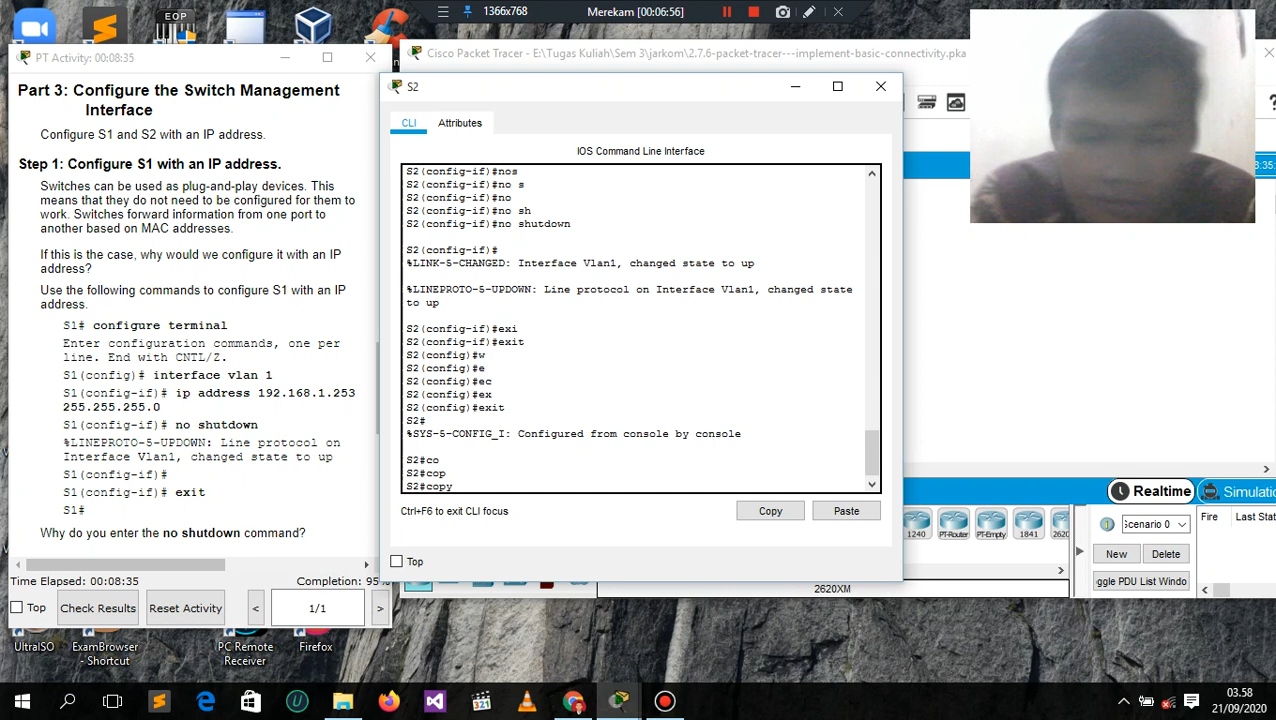 EOP
1366x768
Merekam [00:06:56]
PT Activity: 00:08:35
Cisco Packet Tracer - E:\Tugas Kuliah\Sem 3\jarkom\2.7.6-packet-tracer---implement-basic-connectivity.pka
Part 3: Configure the Switch Management
Interface
Configure S1 and S2 with an IP address.
Step 1: Configure S1 with an IP address.
Switches can be used as plug-and-play devices. This
means that they do not need to be configured for them to
work. Switches forward information from one port to
another based on MAC addresses.
If this is the case, why would we configure it with an IP
address?
Use the following commands to configure S1 with an IP
address.
S1# configure terminal
Enter configuration commands, one per
line. End with CNTL/Z.
S1(config)# interface vlan 1
S1(config-if)# ip address 192.168.1.253
255.255.255.0
S1(config-if)# no shutdown
%LINEPROTO-5-UPDOWN: Line protocol on
Interface Vlan1, changed state to up
S1(config-if)#
S1(config-if)# exit
S1#
Why do you enter the no shutdown command?
Time Elapsed: 00:08:35
Completion: 95%
Top
Check Results
Reset Activity
<
1/1
>
S2
CLI
Attributes
IOS Command Line Interface
S2(config-if)#nos
S2(config-if)#no s
S2(config-if)#no
S2(config-if)#no sh
S2(config-if)#no shutdown
S2(config-if)#
%LINK-5-CHANGED: Interface Vlan1, changed state to up
%LINEPROTO-5-UPDOWN: Line protocol on Interface Vlan1, changed state
to up
S2(config-if)#exi
S2(config-if)#exit
S2(config)#w
S2(config)#e
S2(config)#ec
S2(config)#ex
S2(config)#exit
S2#
%SYS-5-CONFIG_I: Configured from console by console
S2#co
S2#cop
S2#copy
Ctrl+F6 to exit CLI focus
Copy
Paste
Top
:35:
Realtime
Simulation
1240
PT-Router
PT-Empty
1841
2620
2620XM
Scenario 0
New
Delete
ggle PDU List Windo
Fire
Last Stat
UltraISO
ExamBrowser
- Shortcut
PC Remote
Receiver
Firefox
321
03.58
21/09/2020